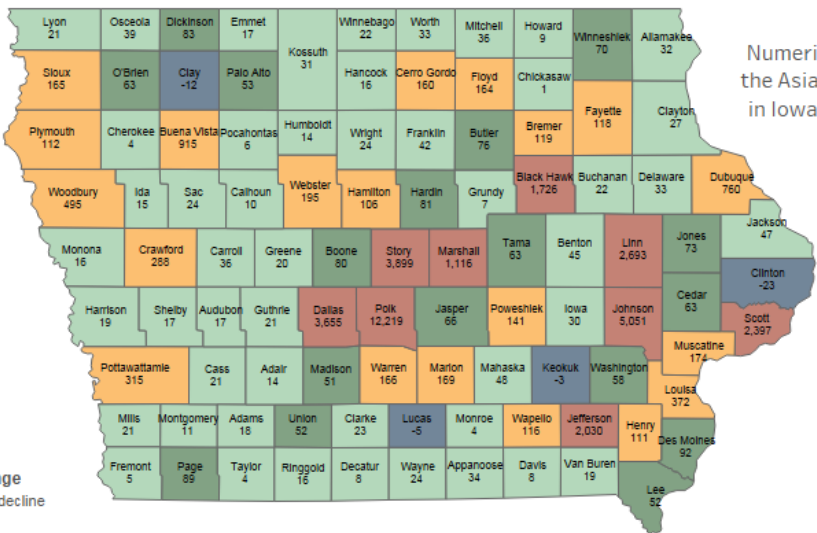 Lyon
21
Osceola
39
Dickinson
83
Emmet
17
Kossuth
31
Winnebago
22
Worth
33
Mitchell
36
Howard
9
Winneshiek
70
Allamakee
32
Numeri
the Asia
in Iowa
Sioux
165
O'Brien
63
Clay
-12
Palo Alto
53
Hancock
16
Cerro Gordo
160
Floyd
164
Chickasaw
1
Fayette
118
Clayton
27
Plymouth
112
Cherokee
4
Buena Vista
915
Pocahontas
6
Humboldt
14
Wright
24
Franklin
42
Butler
76
Bremer
119
Woodbury
495
Ida
15
Sac
24
Calhoun
10
Webster
195
Hamilton
106
Hardin
81
Grundy
7
Black Hawk
1,726
Buchanan
22
Delaware
33
Dubuque
760
Jackson
47
Monona
16
Crawford
288
Carroll
36
Greene
20
Boone
80
Story
3,899
Marshall
1,116
Tama
63
Benton
45
Linn
2,693
Jones
73
Clinton
-23
Harrison
19
Shelby
17
Audubon
17
Guthrie
21
Dallas
3,655
Polk
12,219
Jasper
66
Poweshiek
141
Iowa
30
Johnson
5,051
Cedar
63
Scott
2,397
Muscatine
174
Pottawattamie
315
Cass
21
Adair
14
Madison
51
Warren
166
Marion
169
Mahaska
48
Keokuk
-3
Washington
58
Louisa
372
Mills
21
Montgomery
11
Adams
18
Union
52
Clarke
23
Lucas
-5
Monroe
4
Wapello
116
Jefferson
2,030
Henry
111
Des Moines
92
Fremont
5
Page
89
Taylor
4
Ringgold
16
Decatur
8
Wayne
24
Appanoose
34
Davis
8
Van Buren
19
Lee
52
nge
decline